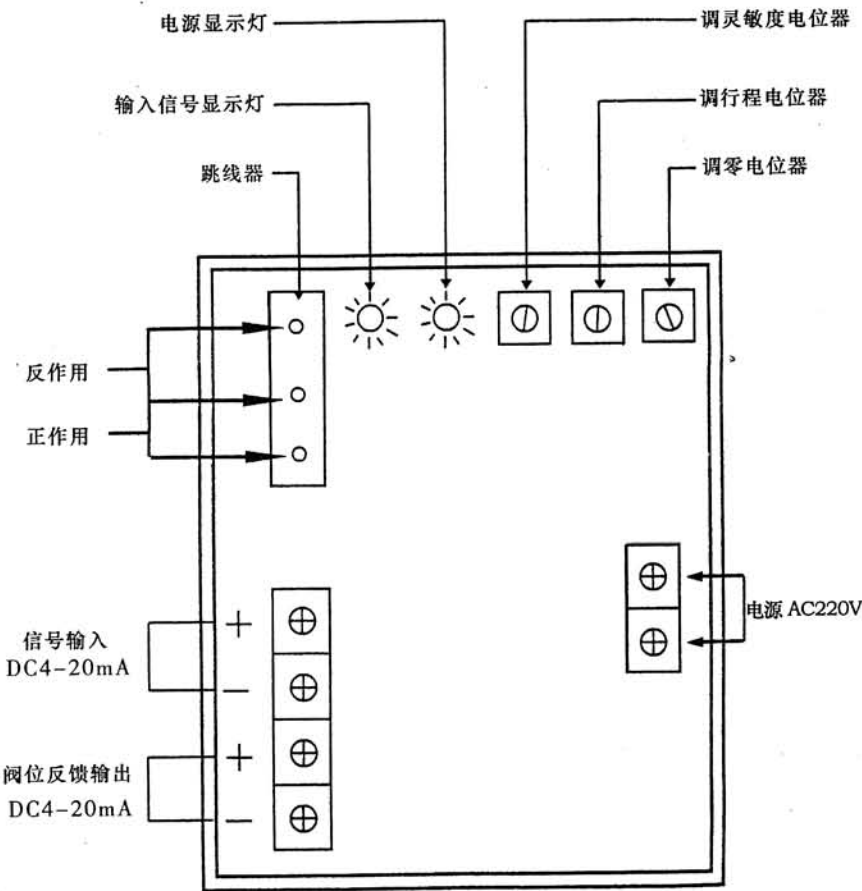 电源显示灯
调灵敏度电位器
输入信号显示灯
调行程电位器
跳线器
调零电位器
反作用
正作用
电源 AC220V
+
信号输入
DC4-20mA
−
+
阀位反馈输出
DC4-20mA
−